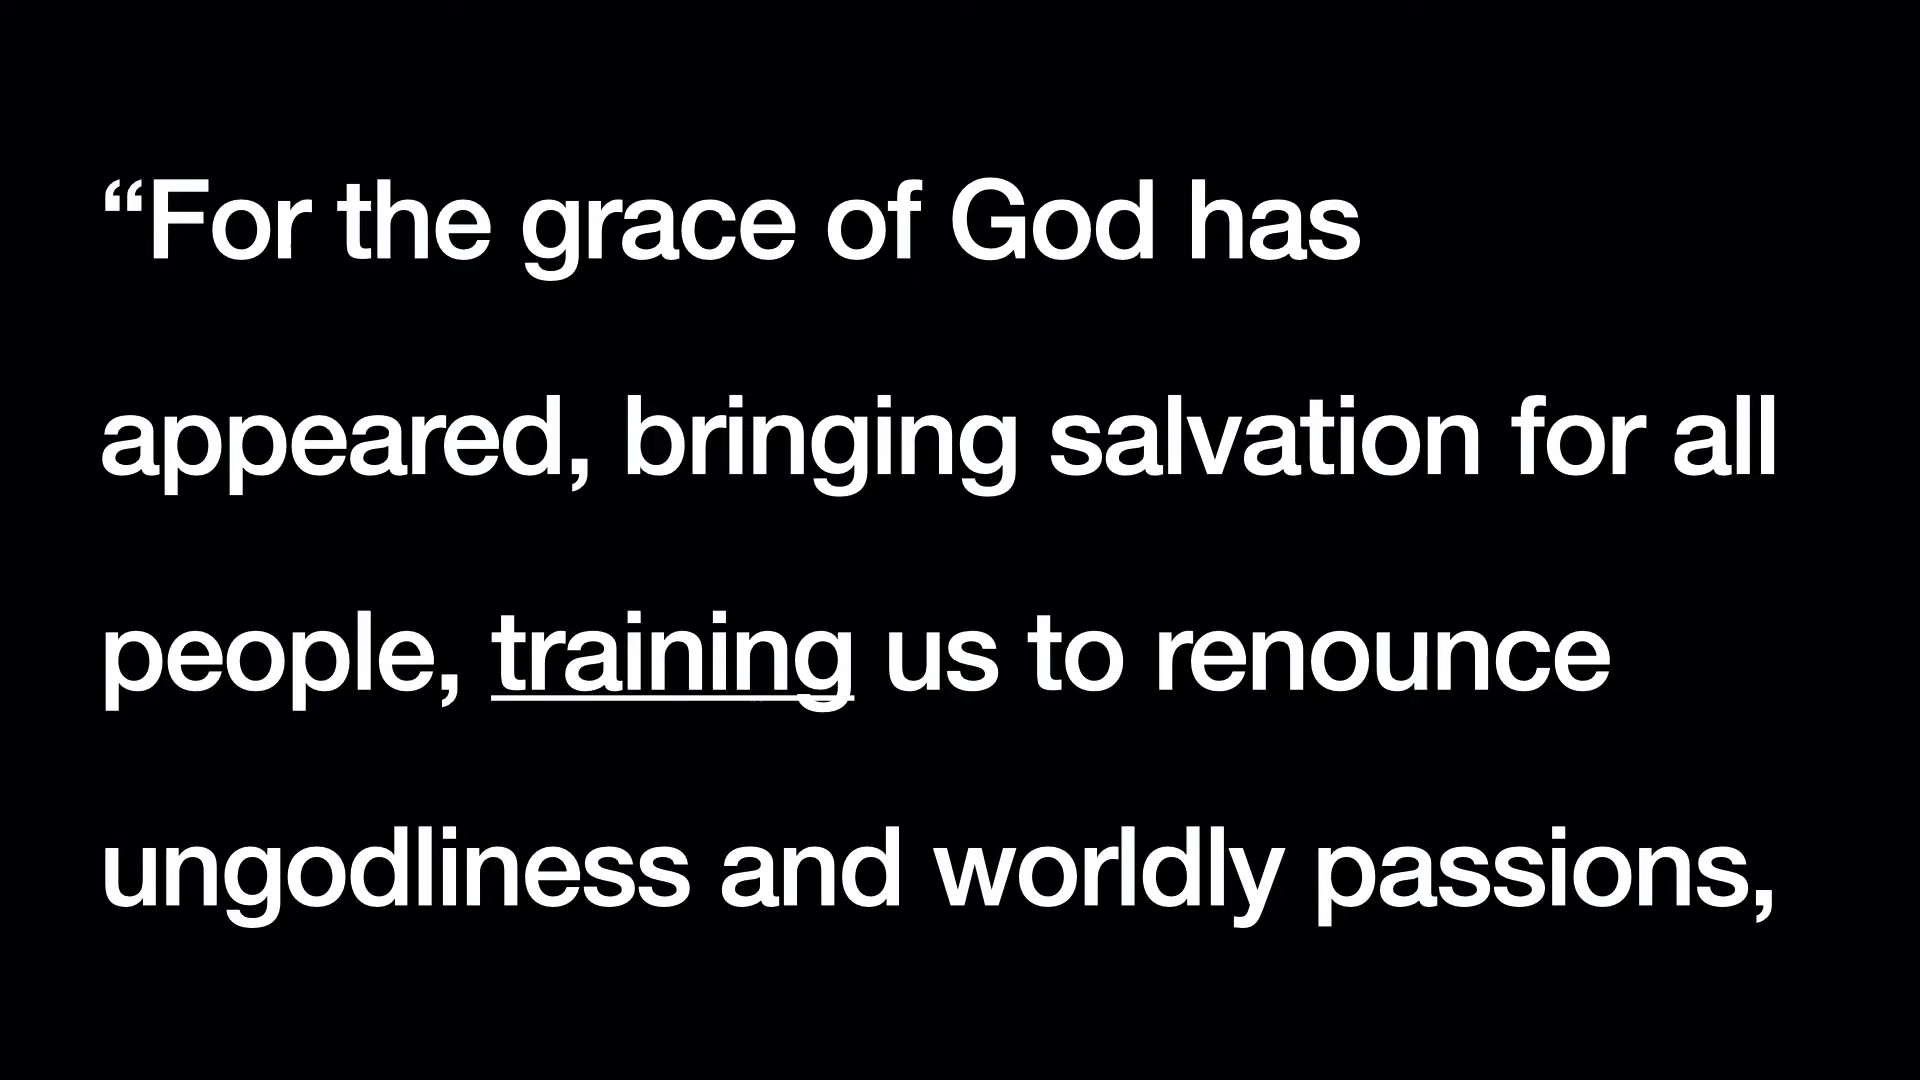 “For the grace of God has
appeared, bringing salvation for all
people, training us to renounce
ungodliness and worldly passions,